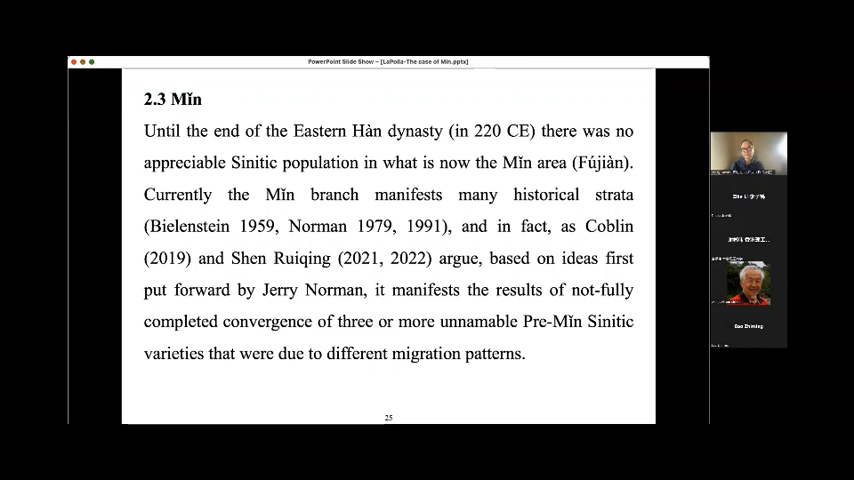 PowerPoint Slide Show – [LaPolla-The case of Min.pptx]
2.3 Mǐn
Until the end of the Eastern Hàn dynasty (in 220 CE) there was no
appreciable Sinitic population in what is now the Mǐn area (Fújiàn).
Currently the Mǐn branch manifests many historical strata
(Bielenstein 1959, Norman 1979, 1991), and in fact, as Coblin
(2019) and Shen Ruiqing (2021, 2022) argue, based on ideas first
put forward by Jerry Norman, it manifests the results of not-fully
completed convergence of three or more unnamable Pre-Mǐn Sinitic
varieties that were due to different migration patterns.
25
Bao Zhiming